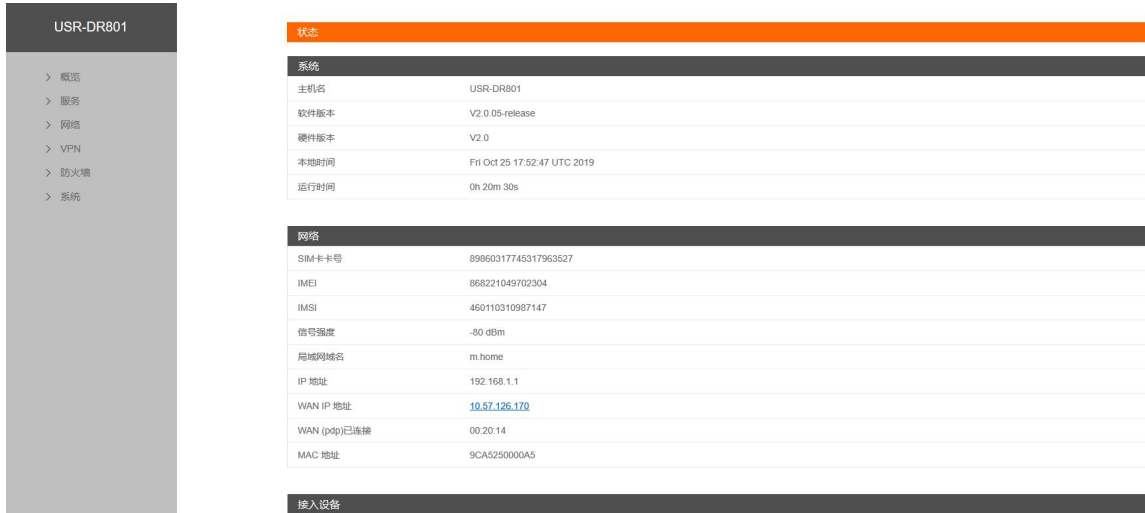 USR-DR801
概览
服务
网络
VPN
防火墙
系统
状态
系统
主机名 USR-DR801
软件版本 V2.0.05-release
硬件版本 V2.0
本地时间 Fri Oct 25 17:52:47 UTC 2019
运行时间 0h 20m 30s
网络
SIM卡卡号 89860317745317963527
IMEI 868221049702304
IMSI 460110310987147
信号强度 -80 dBm
局域网域名 m.home
IP 地址 192.168.1.1
WAN IP 地址 10.57.126.170
WAN (pdp)已连接 00:20:14
MAC 地址 9CA5250000A5
接入设备